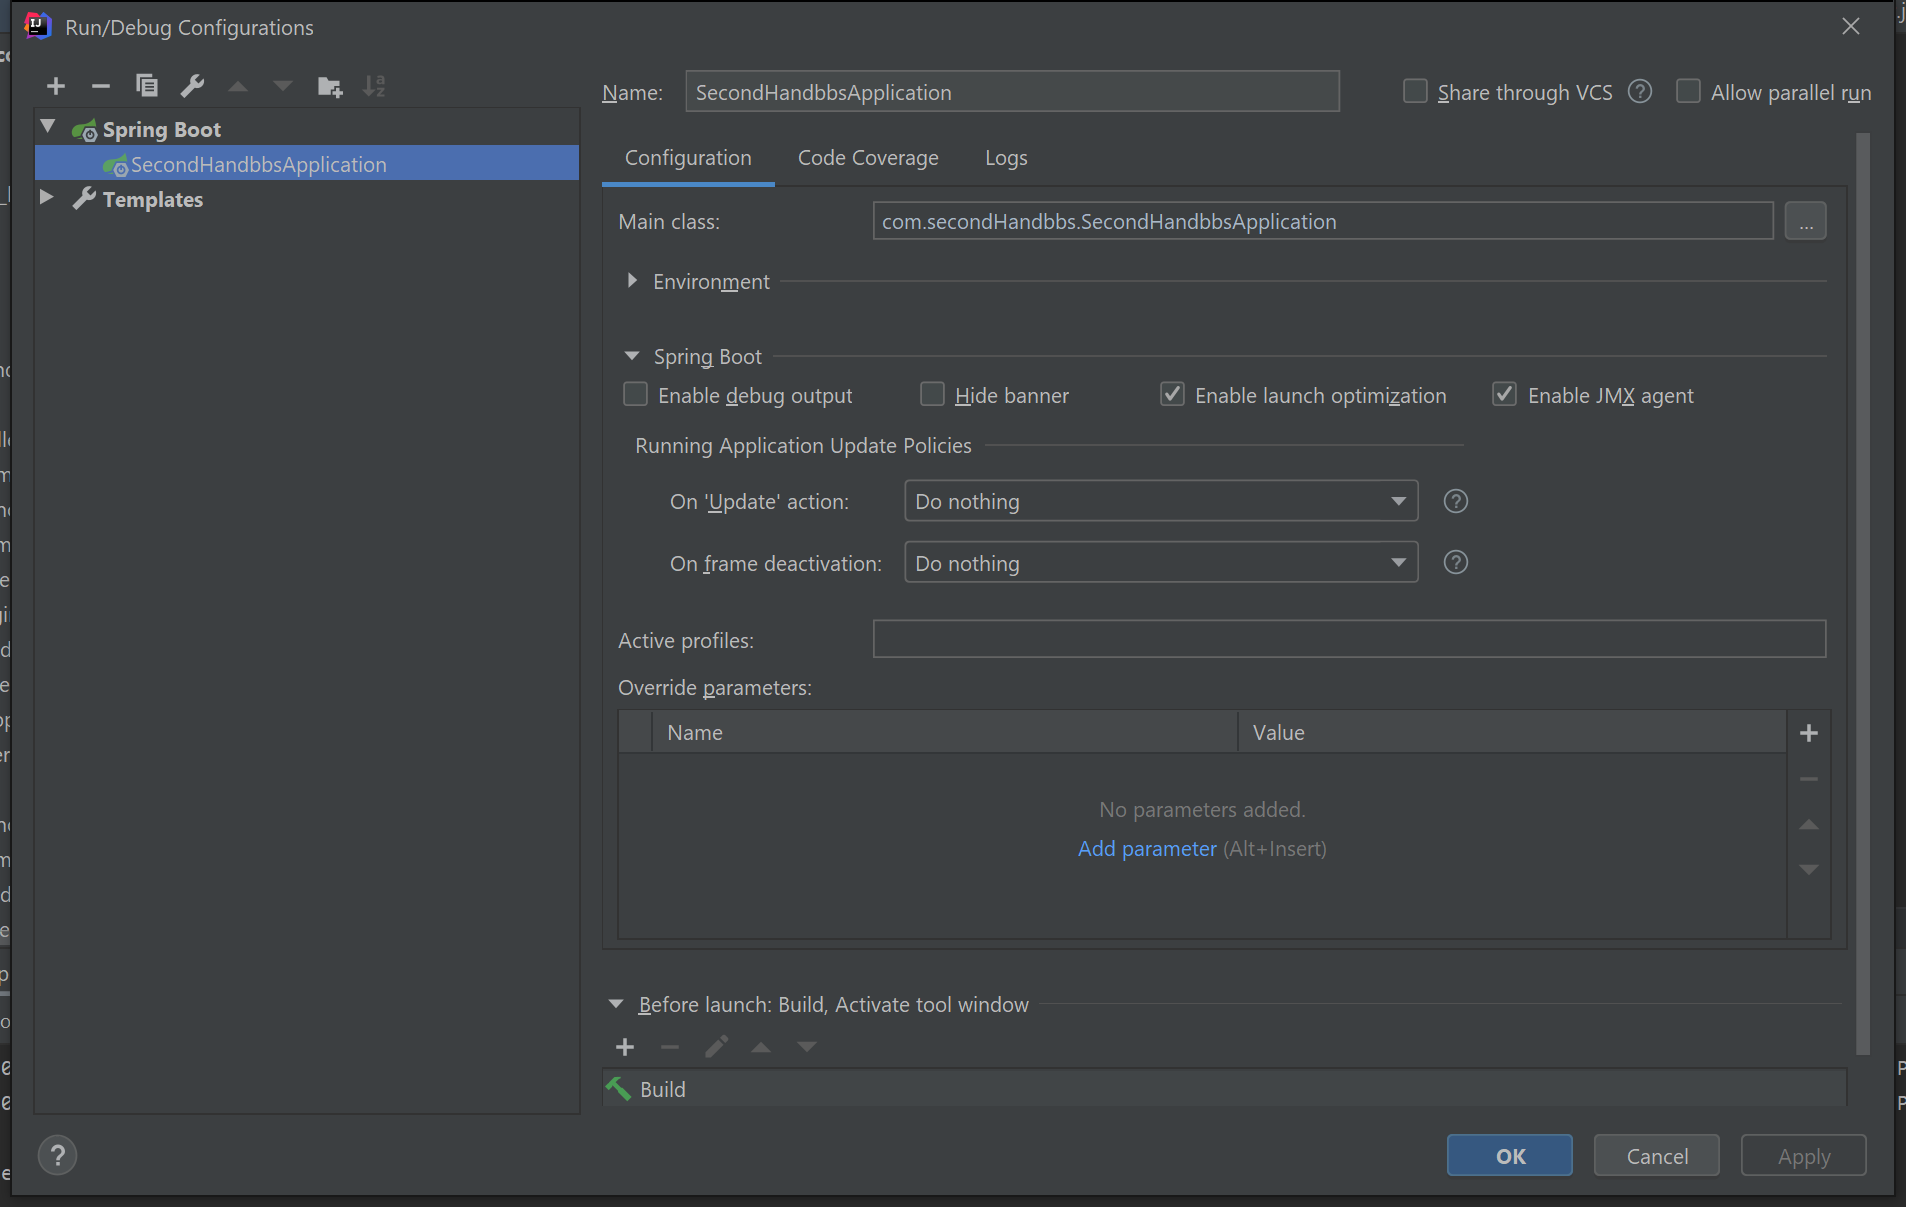 Run/Debug Configurations
Name: SecondHandbbsApplication Share through VCS ? Allow parallel run
Spring Boot
SecondHandbbsApplication
Templates
Configuration Code Coverage Logs
Main class: com.secondHandbbs.SecondHandbbsApplication ...
Environment
Spring Boot
Enable debug output Hide banner Enable launch optimization Enable JMX agent
Running Application Update Policies
On 'Update' action: Do nothing ?
On frame deactivation: Do nothing ?
Active profiles:
Override parameters:
Name Value
No parameters added.
Add parameter (Alt+Insert)
Before launch: Build, Activate tool window
Build
? OK Cancel Apply